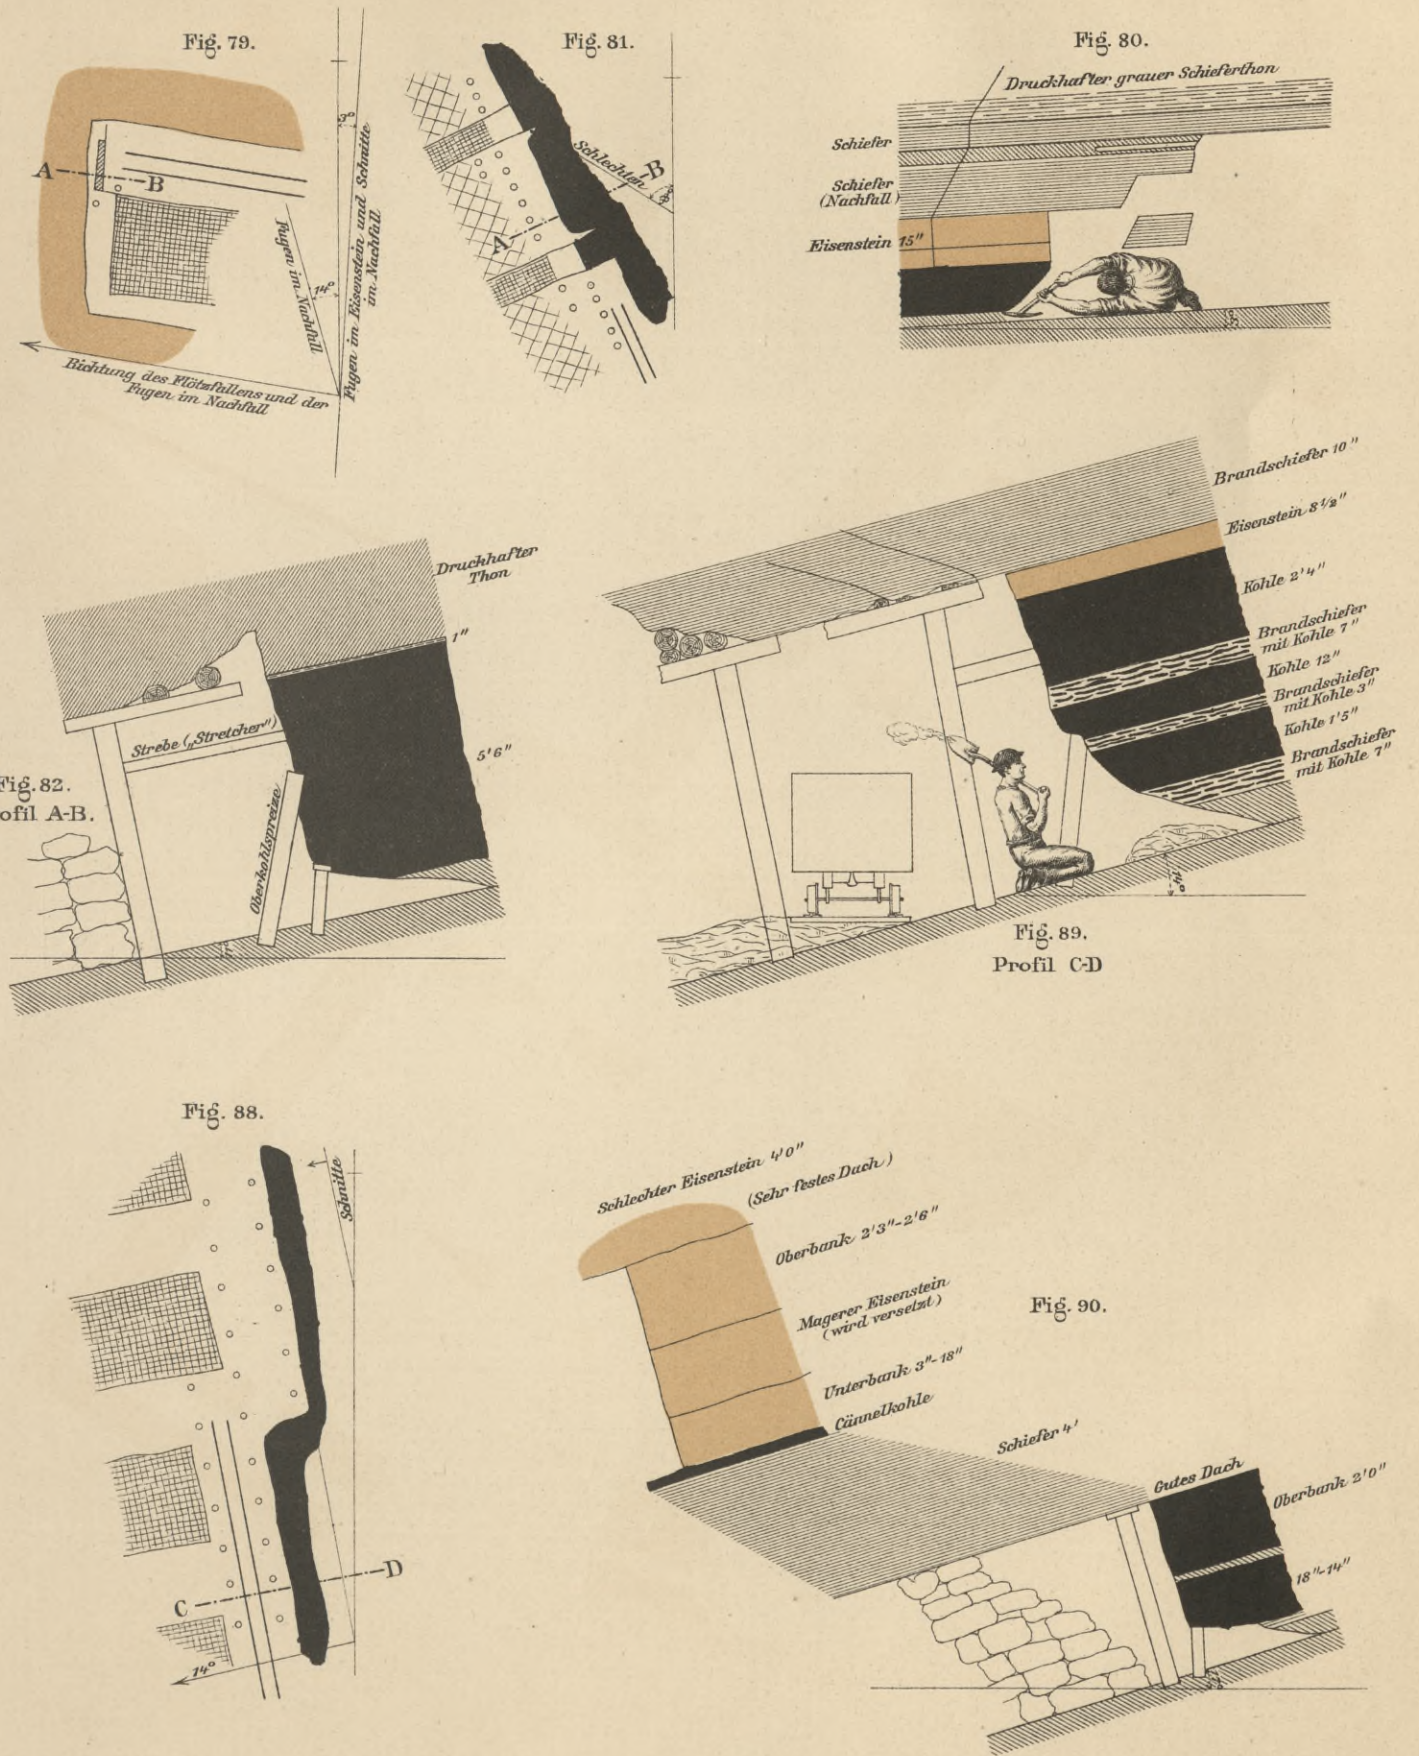 Fig. 79.
3°
A
B
Fugen im Nachfall
14°
Fugen im Eisenstein und Schnitte
im Nachfall
Richtung des Flötzfallens und der
Fugen im Nachfall
Fig. 81.
Schlechten
B
A
Fig. 80.
Druckhafter grauer Schieferthon
Schiefer
Schiefer
(Nachfall)
Eisenstein 15"
Druckhafter
Thon
1"
Strebe („Stretcher")
5'6"
Oberkohlspreize
Fig. 82.
ofil A-B.
Brandschiefer 10"
Eisenstein 8½"
Kohle 2'4"
Brandschiefer
mit Kohle 7"
Kohle 12"
Brandschiefer
mit Kohle 3"
Kohle 1'5"
Brandschiefer
mit Kohle 7"
14°
Fig. 89.
Profil C-D
Fig. 88.
Schnitte
C
D
14°
Schlechter Eisenstein 4'0"
(Sehr festes Dach)
Oberbank 2'3"-2'6"
Magerer Eisenstein
(wird versetzt)
Unterbank 3"-18"
Cännelkohle
Fig. 90.
Schiefer 4'
Gutes Dach
Oberbank 2'0"
18"-14"